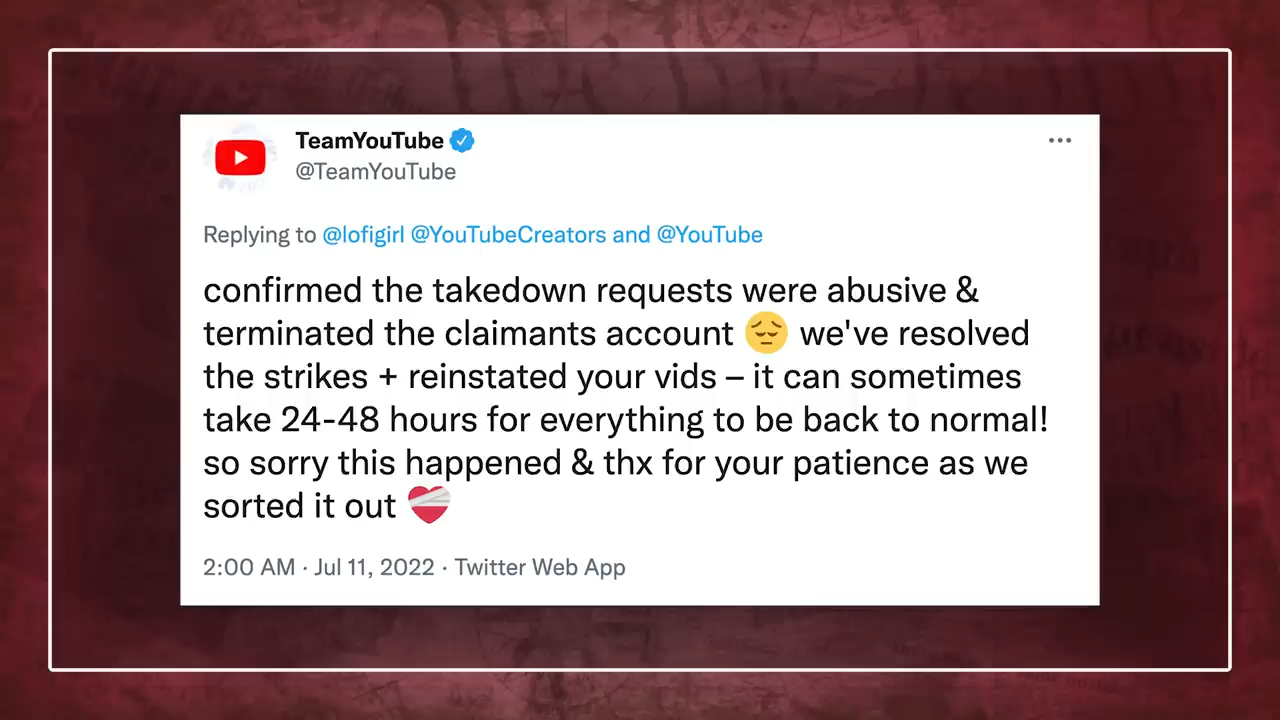 TeamYouTube
@TeamYouTube
Replying to @lofigirl @YouTubeCreators and @YouTube
confirmed the takedown requests were abusive &
terminated the claimants account 😔 we've resolved
the strikes + reinstated your vids – it can sometimes
take 24-48 hours for everything to be back to normal!
so sorry this happened & thx for your patience as we
sorted it out ❤️‍🩹
2:00 AM · Jul 11, 2022 · Twitter Web App